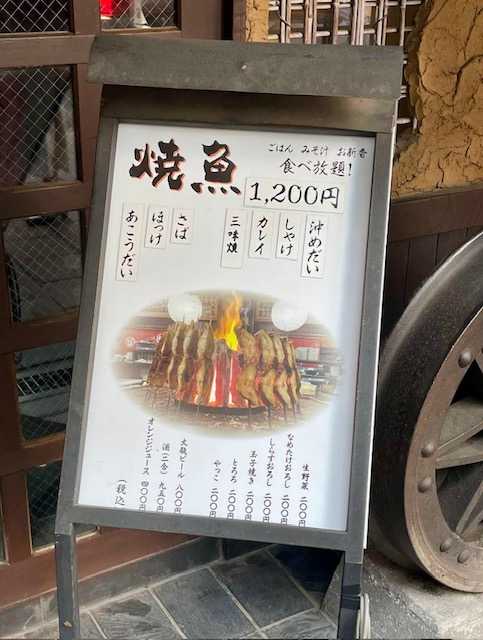 焼魚
ごはん みそ汁 お新香
食べ放題!
1,200円
沖めだい
しゃけ
カレイ
三味焼
さば
ほっけ
あこうだい
生野菜 二〇〇円
なめたけおろし 二〇〇円
しらすおろし 二〇〇円
玉子焼き 二〇〇円
とろろ 二〇〇円
やっこ 二〇〇円
大瓶ビール 八〇〇円
酒(二合) 九五〇円
オレンジジュース 四〇〇円
(税込